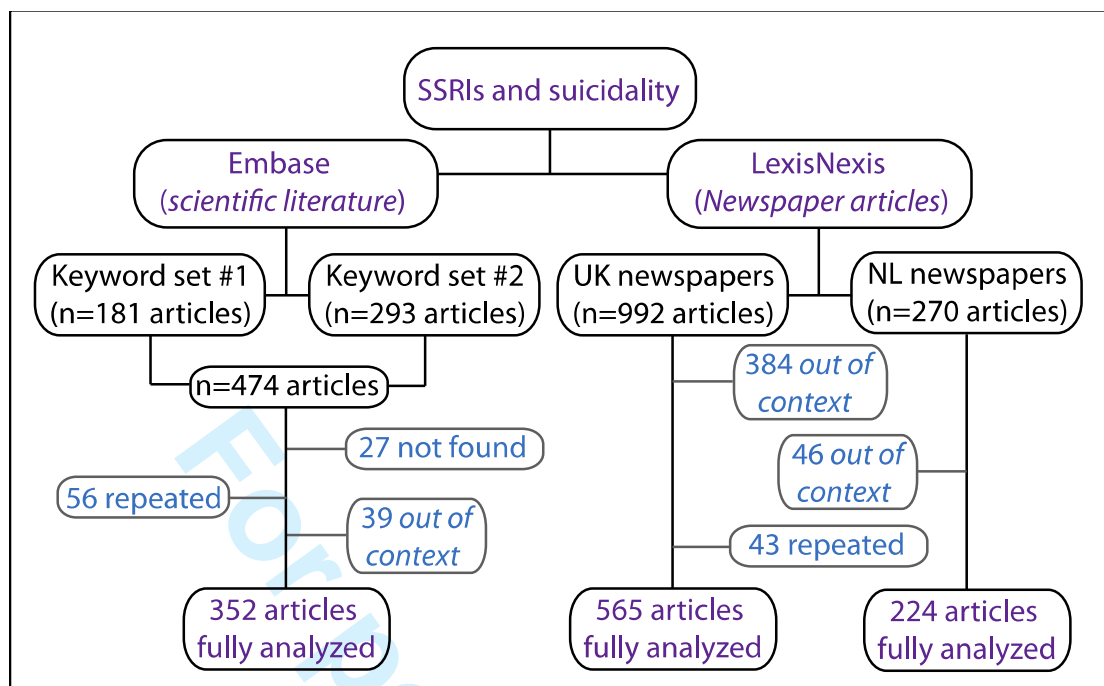 SSRIs and suicidality
Embase
(scientific literature)
LexisNexis
(Newspaper articles)
Keyword set #1
(n=181 articles)
Keyword set #2
(n=293 articles)
UK newspapers
(n=992 articles)
NL newspapers
(n=270 articles)
n=474 articles
384 out of
context
27 not found
46 out of
context
56 repeated
39 out of
context
43 repeated
352 articles
fully analyzed
565 articles
fully analyzed
224 articles
fully analyzed
For p